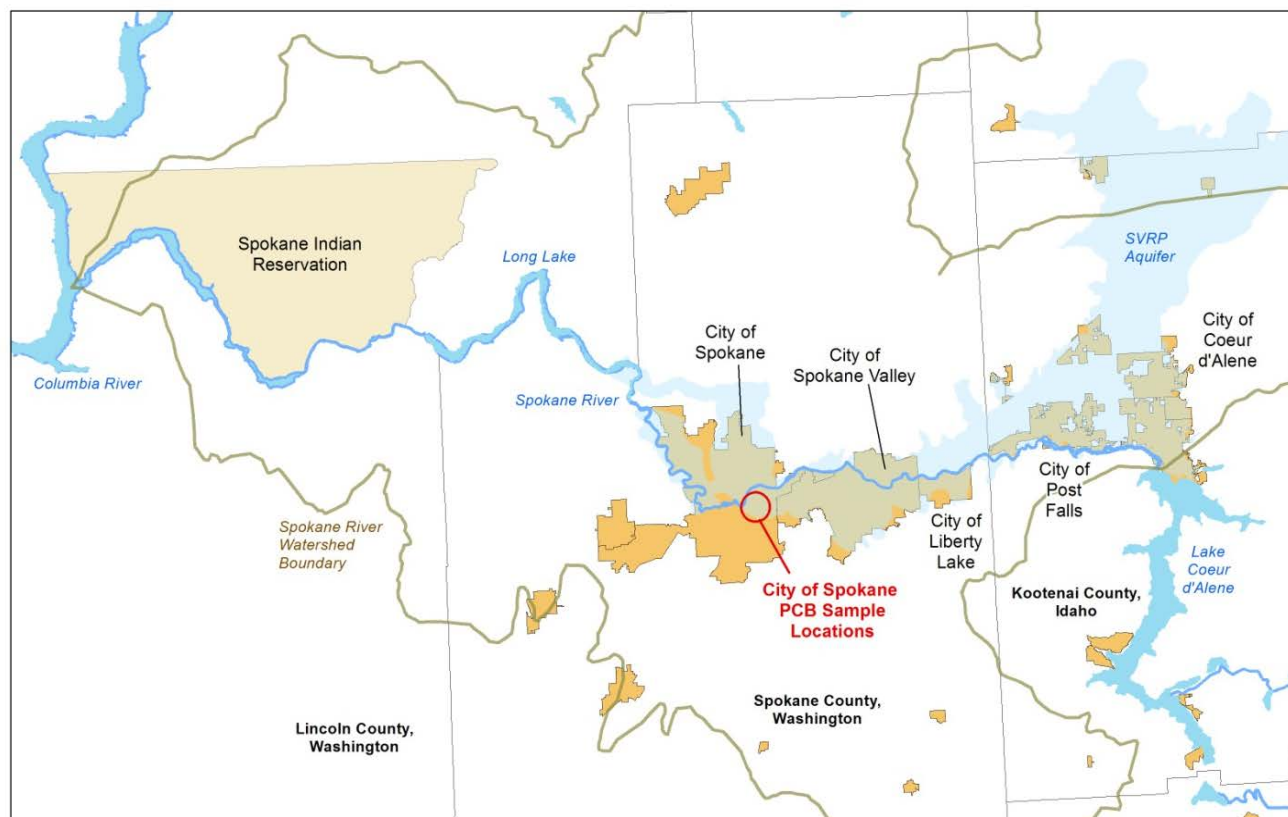 Spokane Indian
Reservation
Long Lake
SVRP
Aquifer
City of
Spokane
City of
Spokane Valley
City of
Coeur
d'Alene
Columbia River
Spokane River
City of
Post
Falls
Spokane River
Watershed
Boundary
City of
Liberty
Lake
City of Spokane
PCB Sample
Locations
Lake
Coeur
d'Alene
Kootenai County,
Idaho
Lincoln County,
Washington
Spokane County,
Washington